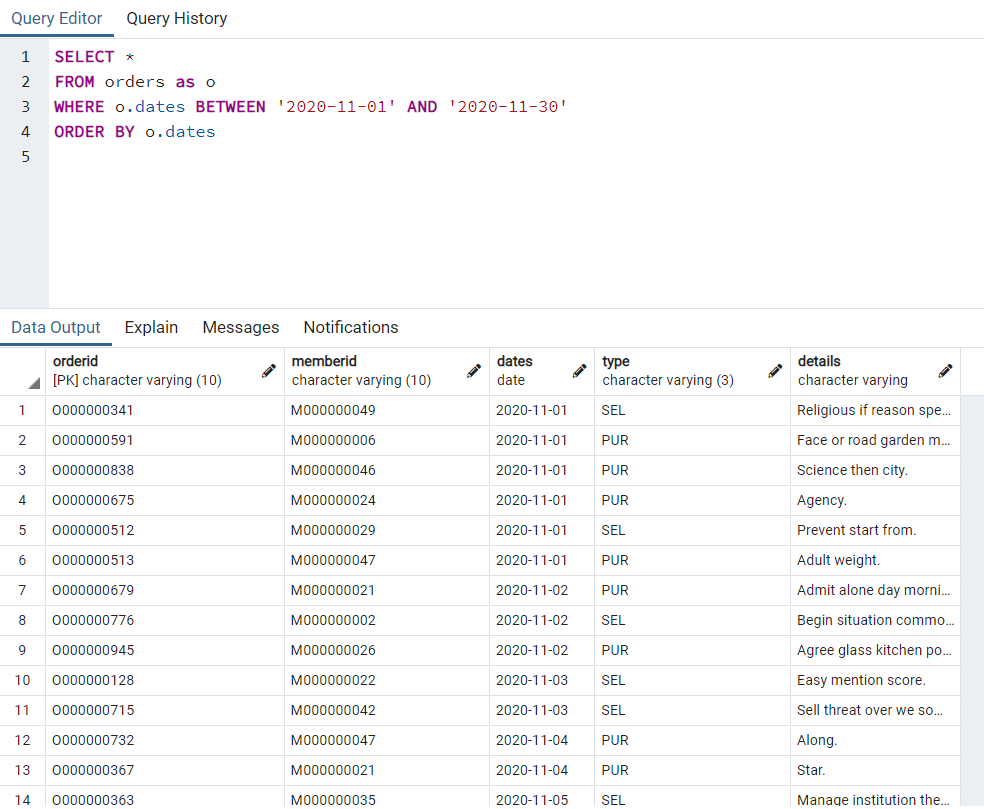 Query Editor Query History
1 SELECT *
2 FROM orders as o
3 WHERE o.dates BETWEEN '2020-11-01' AND '2020-11-30'
4 ORDER BY o.dates
5
Data Output Explain Messages Notifications
orderid memberid dates type details
[PK] character varying (10) character varying (10) date character varying (3) character varying
1 O000000341 M000000049 2020-11-01 SEL Religious if reason spe...
2 O000000591 M000000006 2020-11-01 PUR Face or road garden m...
3 O000000838 M000000046 2020-11-01 PUR Science then city.
4 O000000675 M000000024 2020-11-01 PUR Agency.
5 O000000512 M000000029 2020-11-01 SEL Prevent start from.
6 O000000513 M000000047 2020-11-01 PUR Adult weight.
7 O000000679 M000000021 2020-11-02 PUR Admit alone day morni...
8 O000000776 M000000002 2020-11-02 SEL Begin situation commo...
9 O000000945 M000000026 2020-11-02 PUR Agree glass kitchen po...
10 O000000128 M000000022 2020-11-03 SEL Easy mention score.
11 O000000715 M000000042 2020-11-03 SEL Sell threat over we so...
12 O000000732 M000000047 2020-11-04 PUR Along.
13 O000000367 M000000021 2020-11-04 PUR Star.
14 O000000363 M000000035 2020-11-05 SEL Manage institution the...